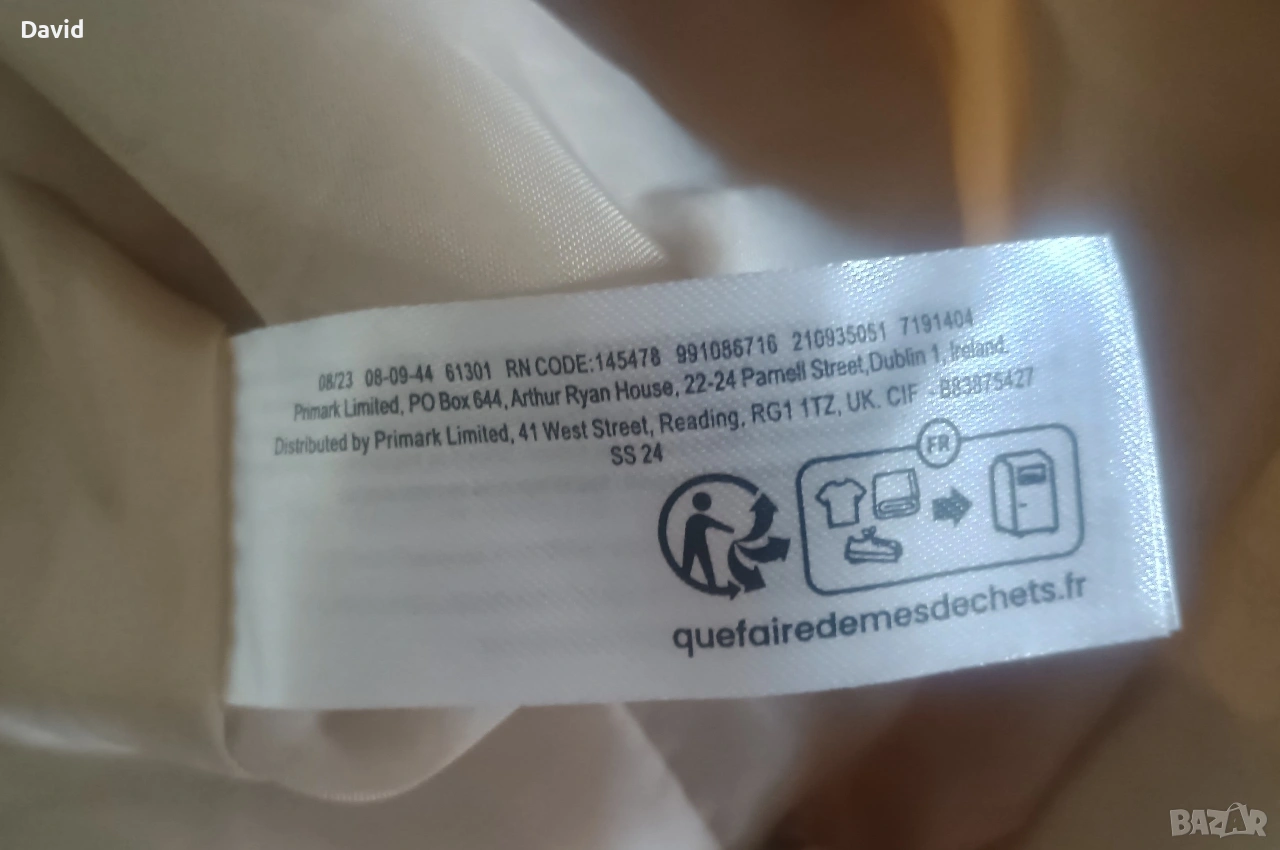 David
08/23 08-09-44 61301 RN CODE:145478 991086716 210935051 7191404
Primark Limited, PO Box 644, Arthur Ryan House, 22-24 Parnell Street,Dublin 1, Ireland.
Distributed by Primark Limited, 41 West Street, Reading, RG1 1TZ, UK. CIF - B83875427
SS 24
FR
quefairedemesdechets.fr
BAZAR